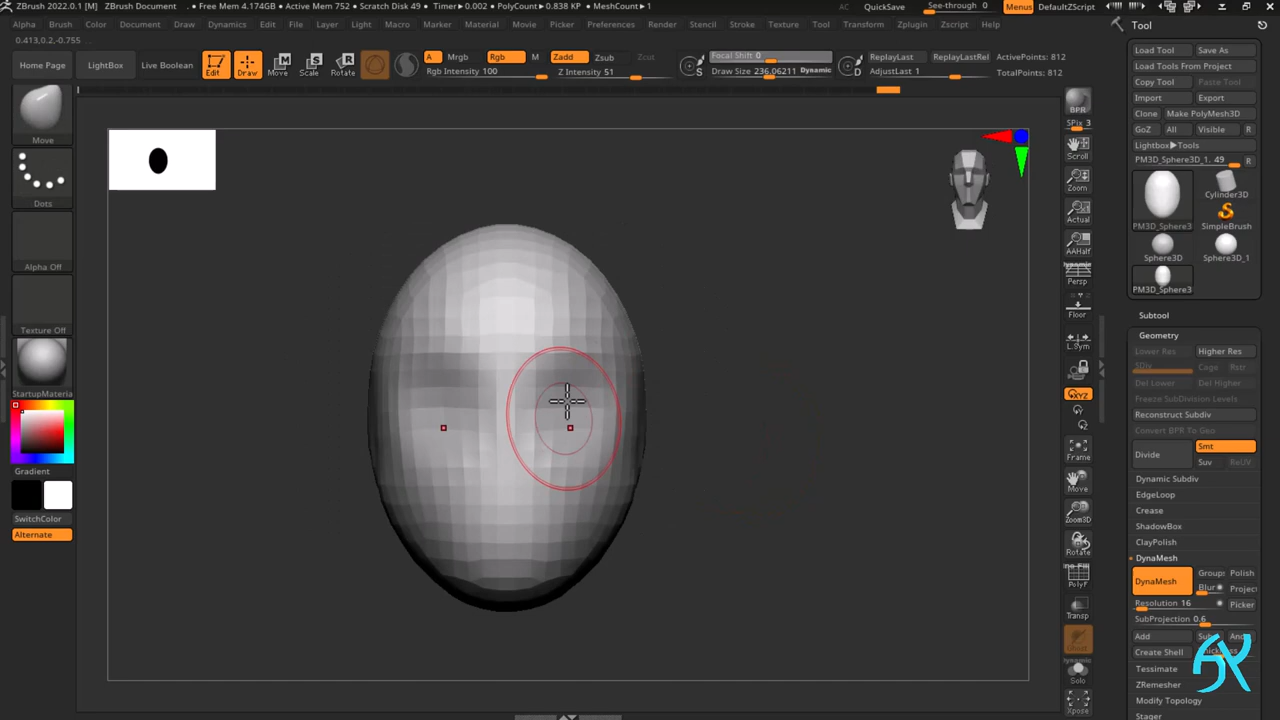 ZBrush 2022.0.1 [M] ZBrush Document • Free Mem 4.174GB • Active Mem 752 • Scratch Disk 49 • Timer▶0.002 • PolyCount▶0.838 KP • MeshCount▶1
AC QuickSave See-through 0 Menus DefaultZScript
Alpha Brush Color Document Draw Dynamics Edit File Layer Light Macro Marker Material Movie Picker Preferences Render Stencil Stroke Texture Tool Transform Zplugin Zscript Help
Tool
0.413,0.2,-0.755
Home Page LightBox Live Boolean Edit Draw Move Scale Rotate
A Mrgb Rgb M Zadd Zsub Zcut
Rgb Intensity 100 Z Intensity 51
Focal Shift 0
Draw Size 236.06211 Dynamic
S D
ReplayLast ReplayLastRel ActivePoints: 812
AdjustLast 1 TotalPoints: 812
Move
Dots
Alpha Off
Texture Off
StartupMateria
Gradient
SwitchColor
Alternate
BPR
SPix 3
Scroll
Zoom
Actual
AAHalf
Persp
Floor
L.Sym
XYZ
Frame
Move
Zoom3D
Rotate
PolyF
Transp
Ghost
Solo
Xpose
Load Tool Save As
Load Tools From Project
Copy Tool Paste Tool
Import Export
Clone Make PolyMesh3D
GoZ All Visible R
Lightbox▶Tools
PM3D_Sphere3D_1. 49 R
PM3D_Sphere3 Cylinder3D
SimpleBrush
Sphere3D Sphere3D_1
PM3D_Sphere3
Subtool
Geometry
Lower Res Higher Res
SDiv Cage Rstr
Del Lower Del Higher
Freeze SubDivision Levels
Reconstruct Subdiv
Convert BPR To Geo
Divide Smt
Suv ReUV
Dynamic Subdiv
EdgeLoop
Crease
ShadowBox
ClayPolish
DynaMesh
DynaMesh Groups Polish
Blur Projec
Resolution 16 Picker
SubProjection 0.6
Add Sub And
Create Shell Thickness
Tessimate
ZRemesher
Modify Topology
Stager